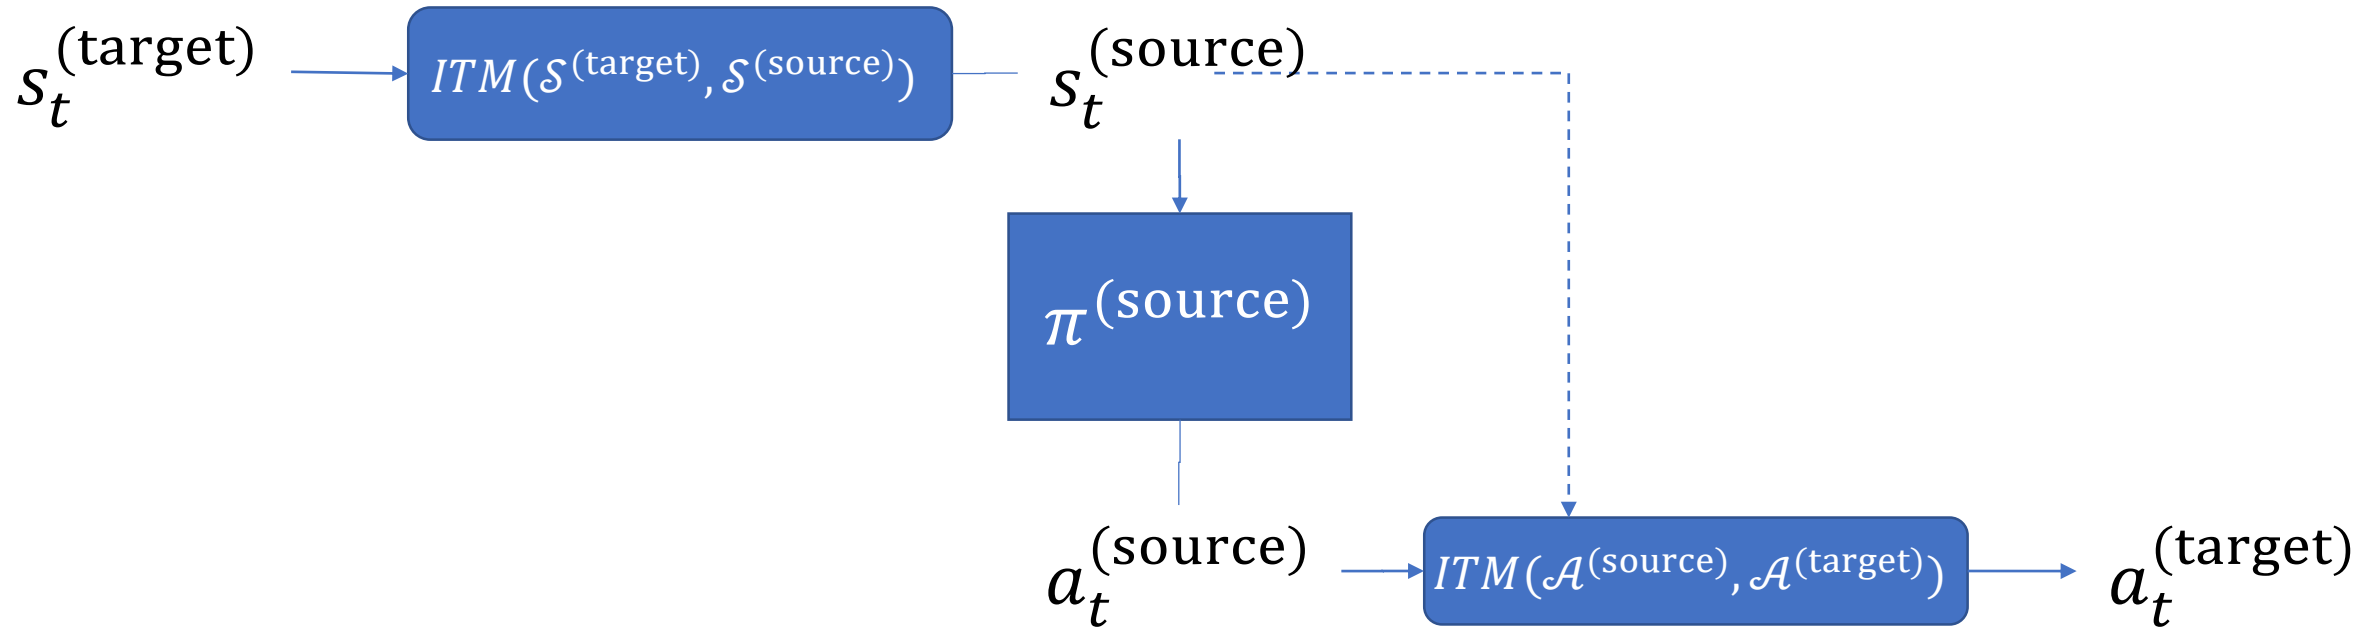 s_t^(target)
ITM(𝒮^(target), 𝒮^(source))
s_t^(source)
π^(source)
a_t^(source)
ITM(𝒜^(source), 𝒜^(target))
a_t^(target)